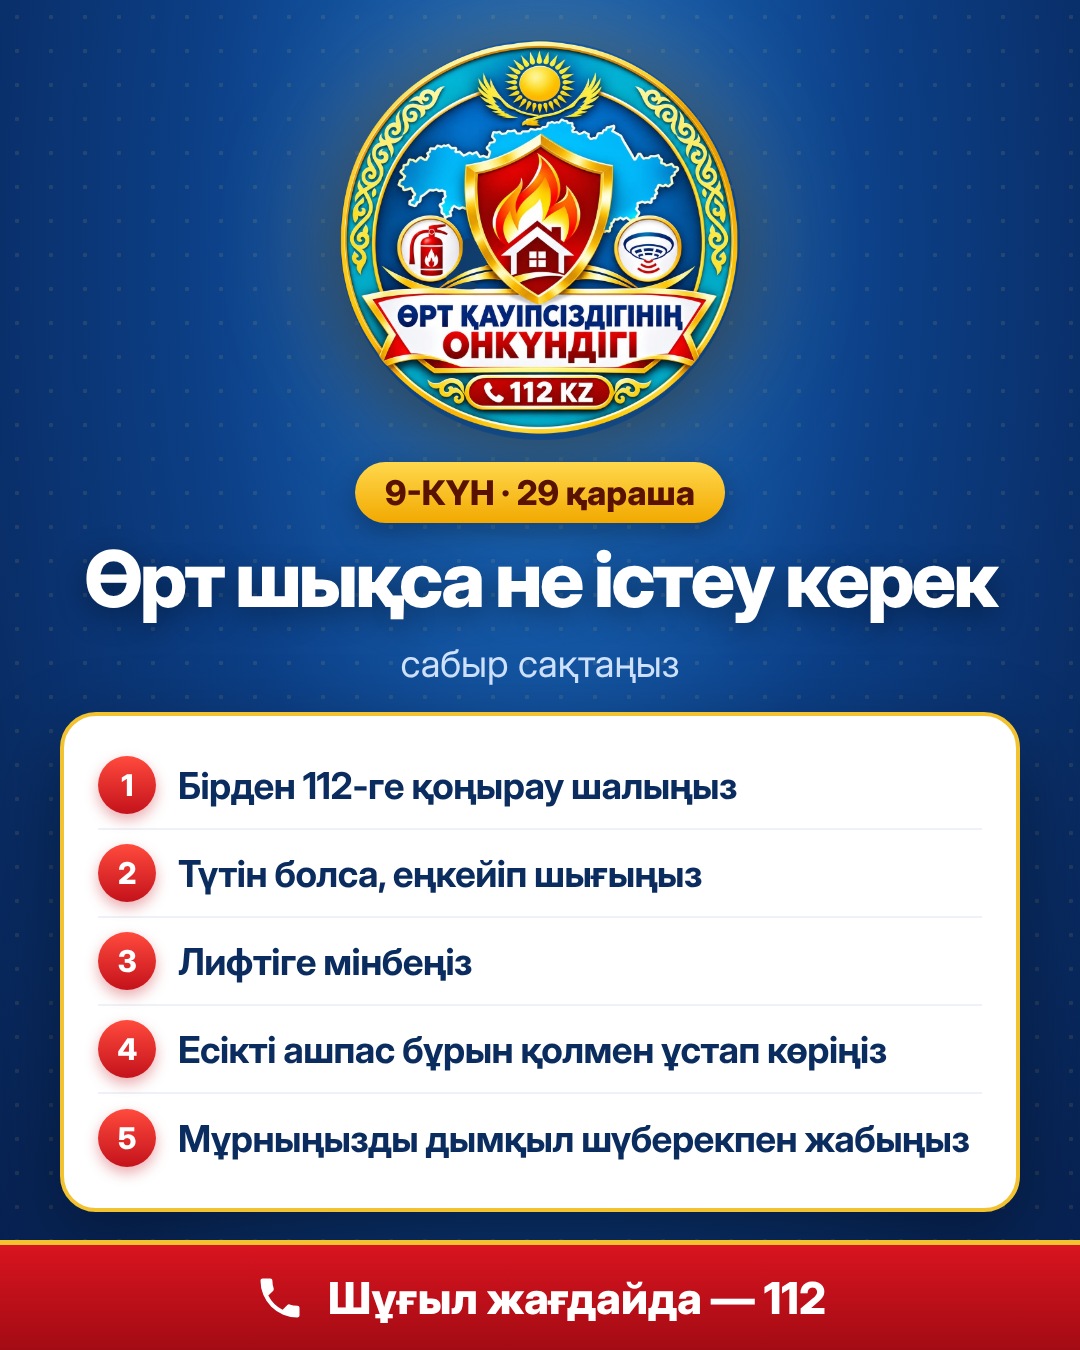 ӨРТ ҚАУІПСІЗДІГІНІҢ
ОНКҮНДІГІ
112 KZ
9-КҮН · 29 қараша
Өрт шықса не істеу керек
сабыр сақтаңыз
1 Бірден 112-ге қоңырау шалыңыз
2 Түтін болса, еңкейіп шығыңыз
3 Лифтіге мінбеңіз
4 Есікті ашпас бұрын қолмен ұстап көріңіз
5 Мұрныңызды дымқыл шүберекпен жабыңыз
Шұғыл жағдайда — 112